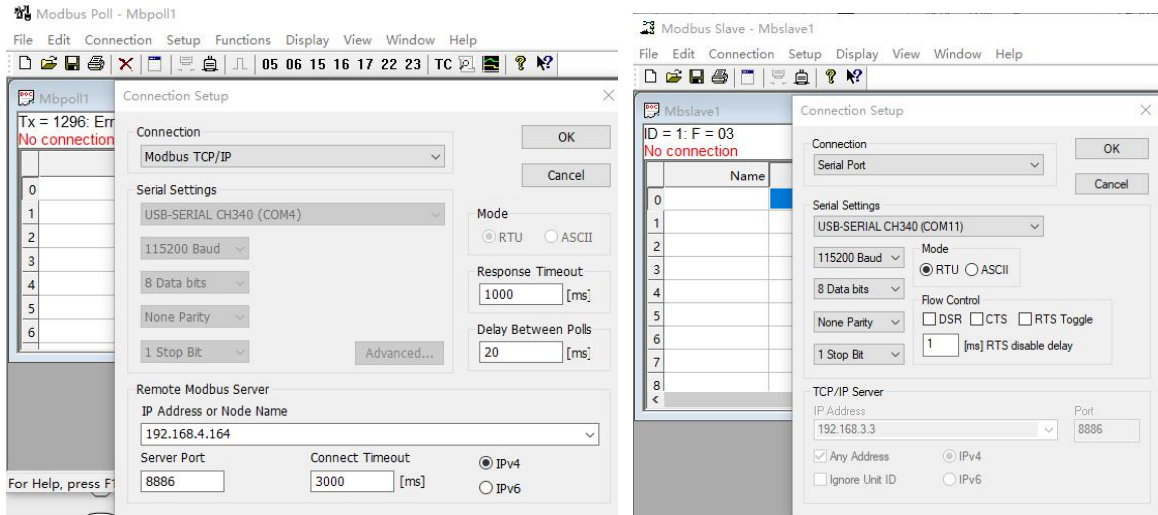 Modbus Poll - Mbpoll1
File Edit Connection Setup Functions Display View Window Help
05 06 15 16 17 22 23 TC
Mbpoll1
Tx = 1296: Err
No connection
0
1
2
3
4
5
6
For Help, press F1
Connection Setup
Connection
Modbus TCP/IP
OK
Cancel
Serial Settings
USB-SERIAL CH340 (COM4)
115200 Baud
8 Data bits
None Parity
1 Stop Bit
Advanced...
Mode
RTU ASCII
Response Timeout
1000 [ms]
Delay Between Polls
20 [ms]
Remote Modbus Server
IP Address or Node Name
192.168.4.164
Server Port
8886
Connect Timeout
3000 [ms]
IPv4
IPv6
Modbus Slave - Mbslave1
File Edit Connection Setup Display View Window Help
Mbslave1
ID = 1: F = 03
No connection
Name
0
1
2
3
4
5
6
7
8
Connection Setup
Connection
Serial Port
OK
Cancel
Serial Settings
USB-SERIAL CH340 (COM11)
115200 Baud
8 Data bits
None Parity
1 Stop Bit
Mode
RTU ASCII
Flow Control
DSR CTS RTS Toggle
1 [ms] RTS disable delay
TCP/IP Server
IP Address
192.168.3.3
Port
8886
Any Address
Ignore Unit ID
IPv4
IPv6